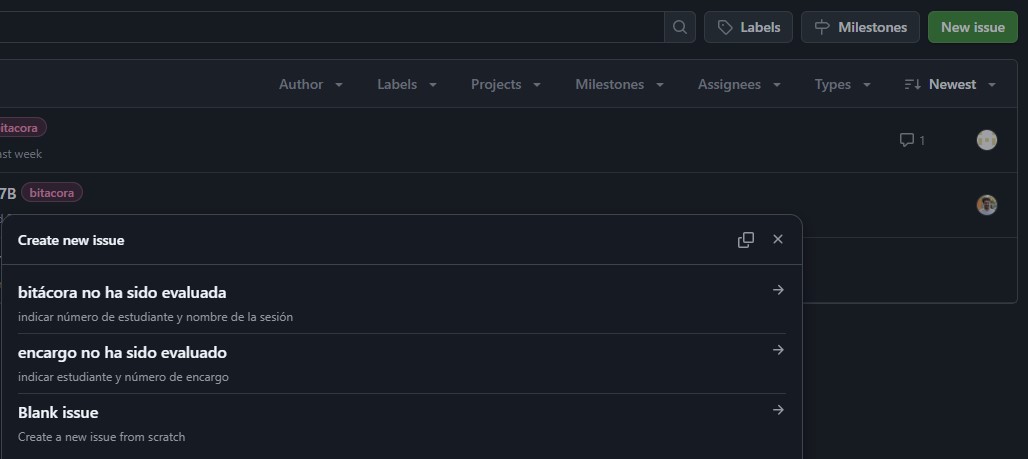 Labels
Milestones
New issue
Author Labels Projects Milestones Assignees Types Newest
itacora
1
ast week
7B bitacora
Create new issue
bitácora no ha sido evaluada
indicar número de estudiante y nombre de la sesión
encargo no ha sido evaluado
indicar estudiante y número de encargo
Blank issue
Create a new issue from scratch